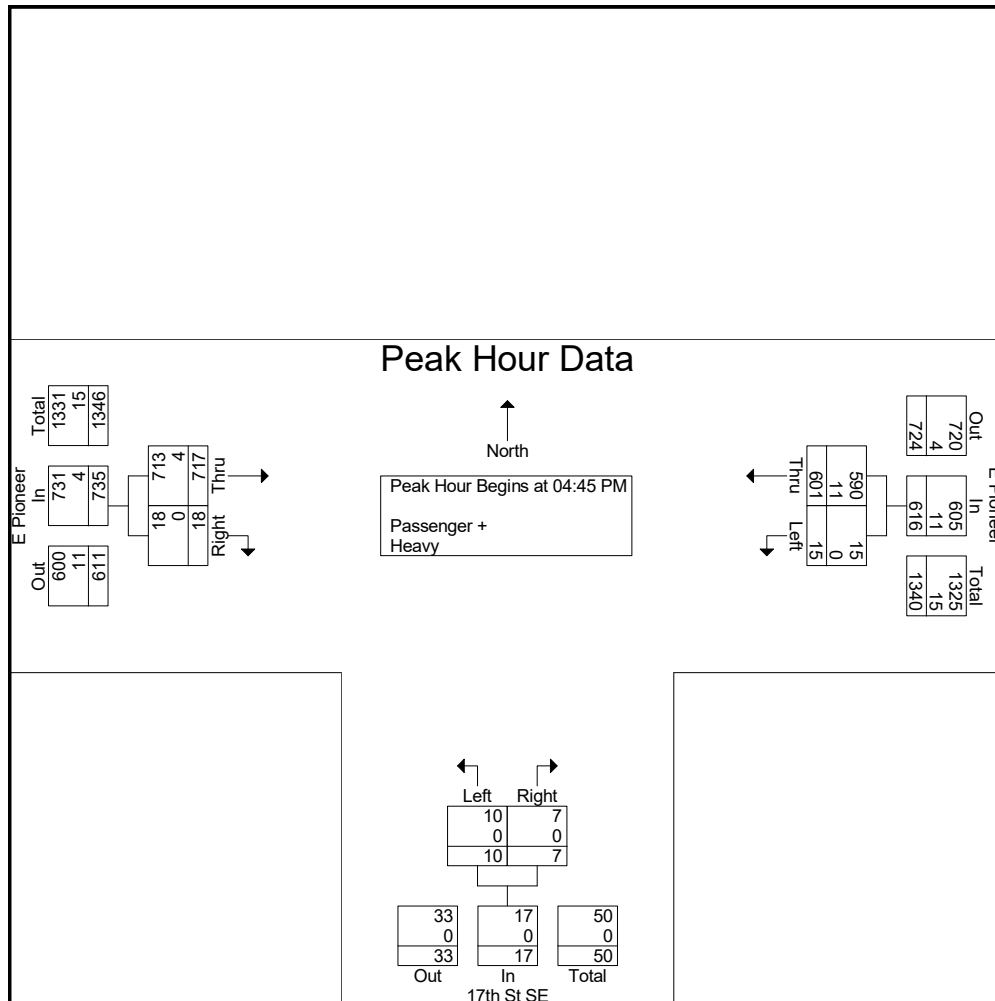 Peak Hour Data
North
Peak Hour Begins at 04:45 PM
Passenger +
Heavy
E Pioneer
Total
1331
15
1346
In
731
4
735
Out
600
11
611
Thru
713
4
717
Right
18
0
18
E Pioneer
Out
720
4
724
In
605
11
616
Total
1325
15
1340
Thru
590
11
601
Left
15
0
15
Left Right
10 7
0 0
10 7
33 17 50
0 0 0
33 17 50
Out In Total
17th St SE